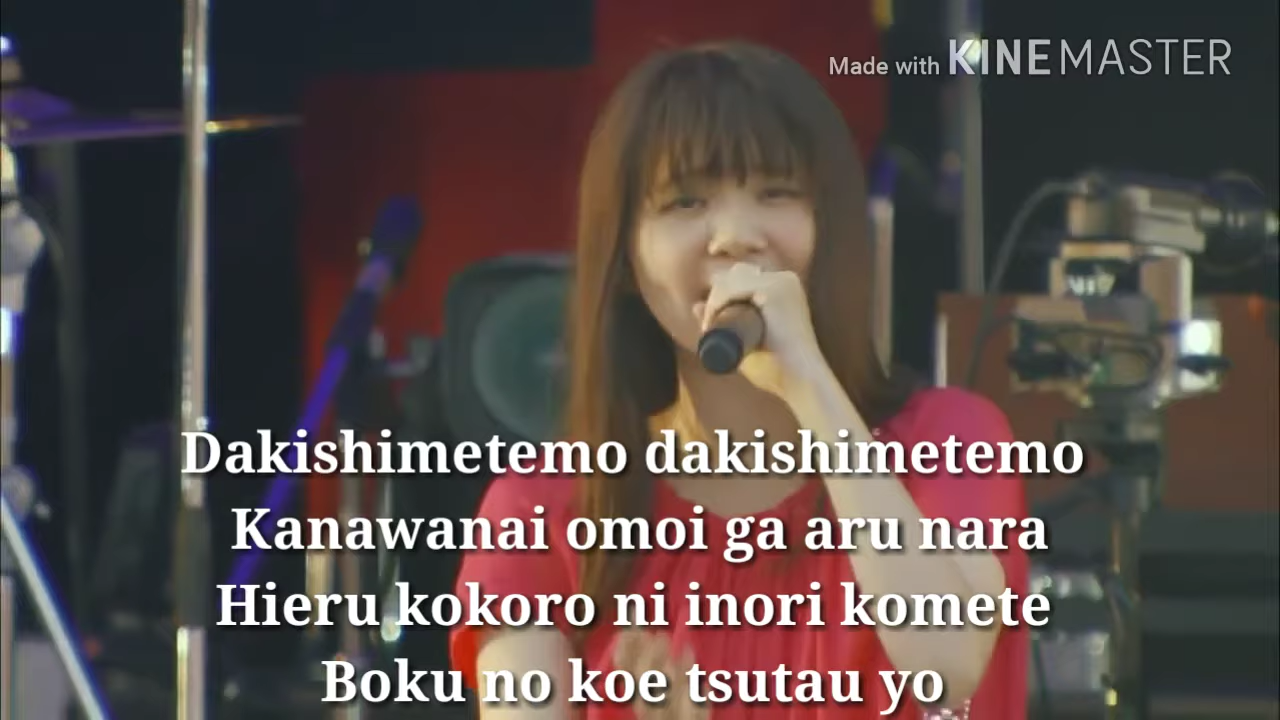 Made with KINEMASTER
Dakishimetemo dakishimetemo
Kanawanai omoi ga aru nara
Hieru kokoro ni inori komete
Boku no koe tsutau yo